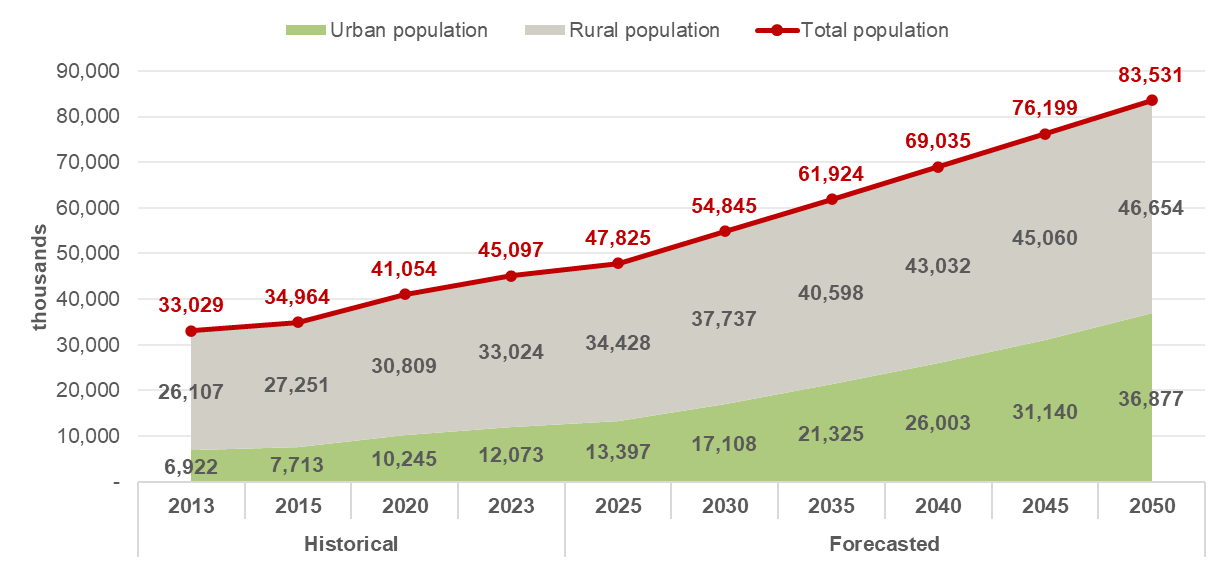 Urban population Rural population Total population
90,000
80,000
70,000
60,000
50,000
40,000
30,000
20,000
10,000
-
thousands
33,029 34,964 41,054 45,097 47,825 54,845 61,924 69,035 76,199 83,531
26,107 27,251 30,809 33,024 34,428 37,737 40,598 43,032 45,060 46,654
6,922 7,713 10,245 12,073 13,397 17,108 21,325 26,003 31,140 36,877
2013 2015 2020 2023 2025 2030 2035 2040 2045 2050
Historical Forecasted